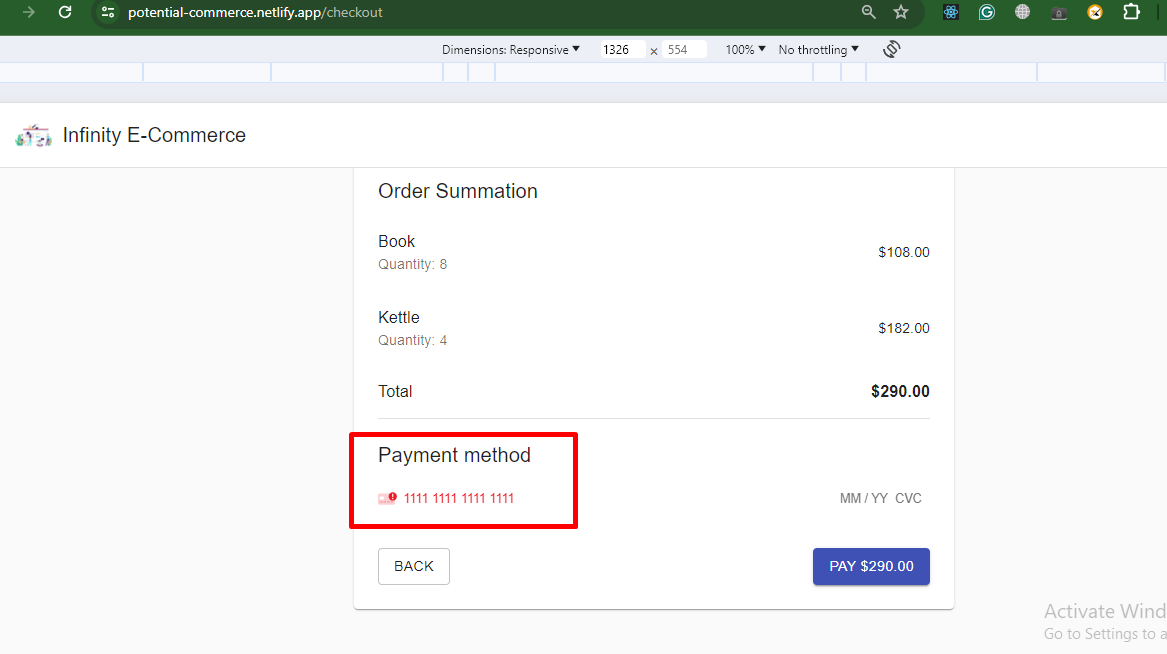 potential-commerce.netlify.app/checkout
Dimensions: Responsive 1326 × 554 100% No throttling
Infinity E-Commerce
Order Summation
Book
Quantity: 8
$108.00
Kettle
Quantity: 4
$182.00
Total $290.00
Payment method
1111 1111 1111 1111 MM / YY CVC
BACK PAY $290.00
Activate Wind
Go to Settings to a